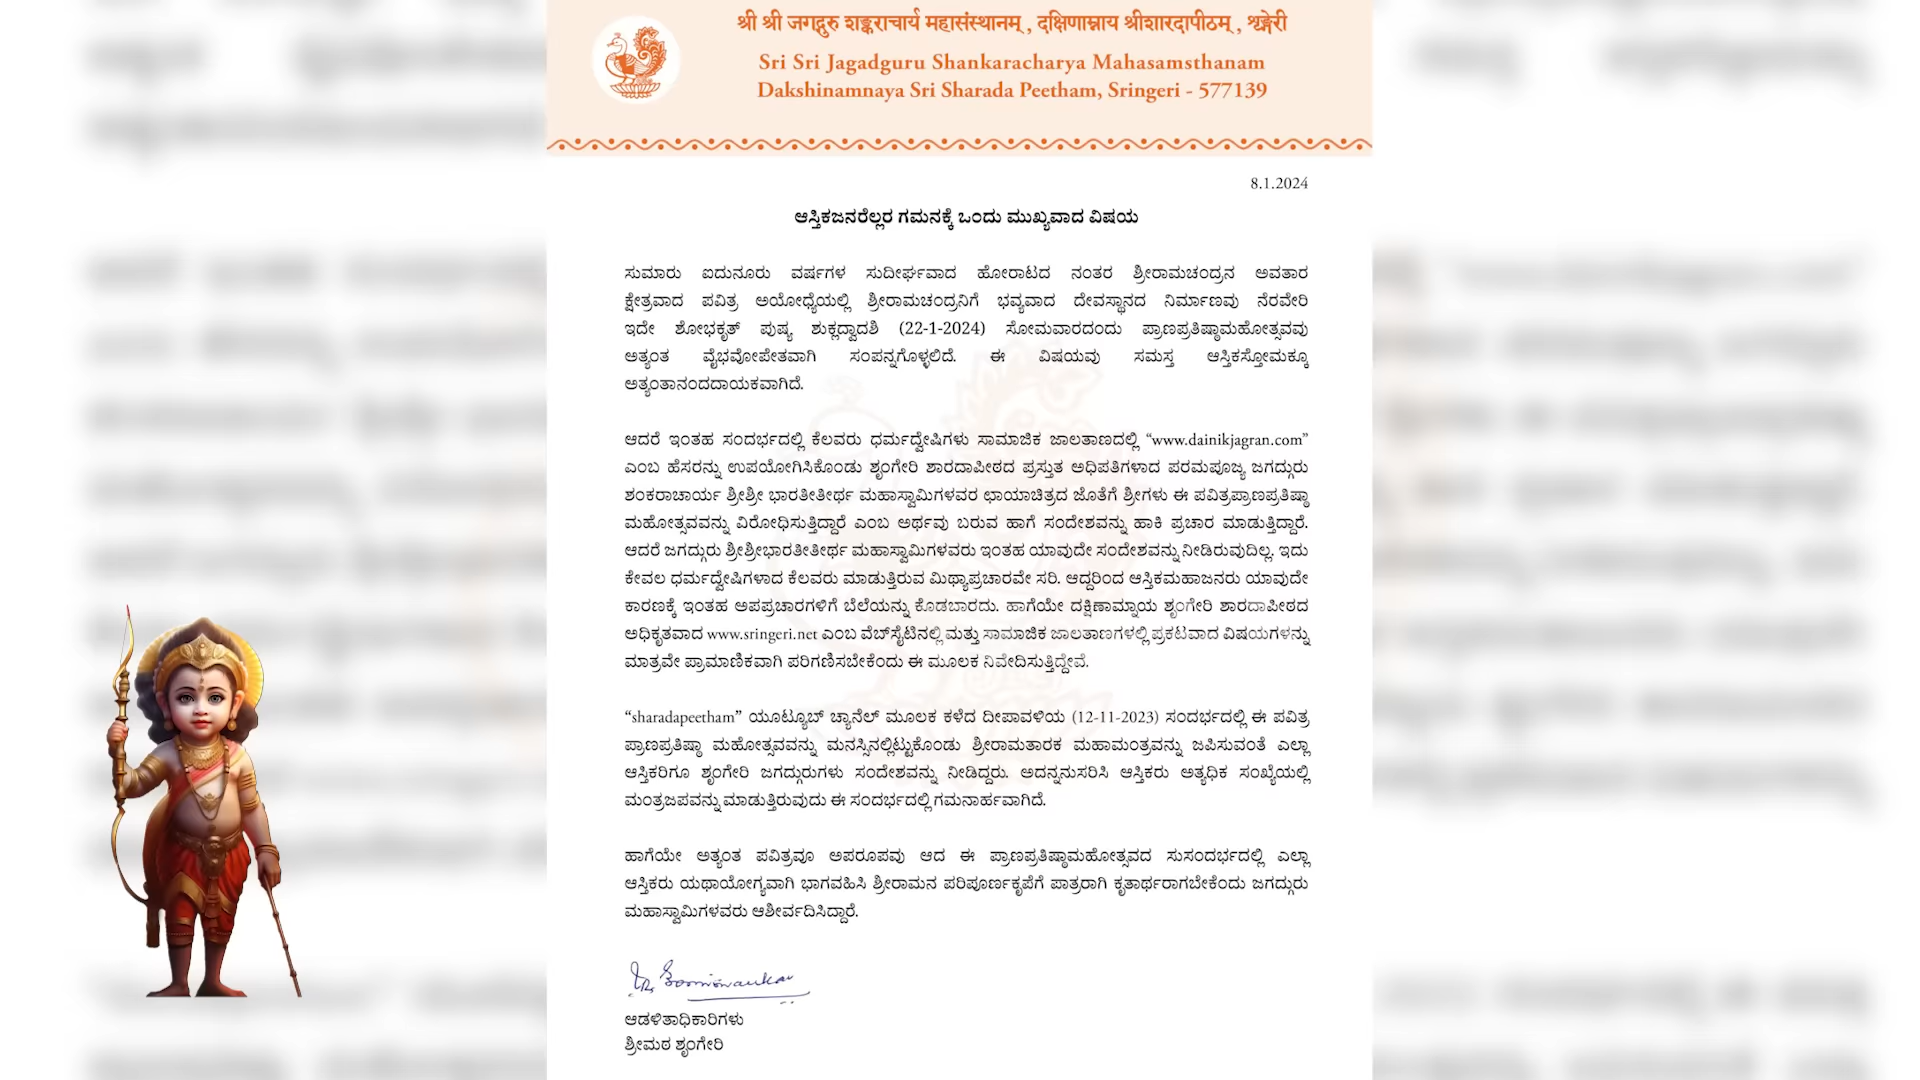 श्री श्री जगद्गुरु शङ्कराचार्य महासंस्थानम् , दक्षिणाम्नाय श्रीशारदापीठम् , श्रृङ्गेरी
Sri Sri Jagadguru Shankaracharya Mahasamsthanam
Dakshinamnaya Sri Sharada Peetham, Sringeri - 577139
8.1.2024
ಆಸ್ತಿಕಜನರೆಲ್ಲರ ಗಮನಕ್ಕೆ ಒಂದು ಮುಖ್ಯವಾದ ವಿಷಯ
ಸುಮಾರು ಐದುನೂರು ವರ್ಷಗಳ ಸುದೀರ್ಘವಾದ ಹೋರಾಟದ ನಂತರ ಶ್ರೀರಾಮಚಂದ್ರನ ಅವತಾರ
ಕ್ಷೇತ್ರವಾದ ಪವಿತ್ರ ಅಯೋಧ್ಯೆಯಲ್ಲಿ ಶ್ರೀರಾಮಚಂದ್ರನಿಗೆ ಭವ್ಯವಾದ ದೇವಸ್ಥಾನದ ನಿರ್ಮಾಣವು ನೆರವೇರಿ
ಇದೇ ಶೋಭಕೃತ್ ಪುಷ್ಯ ಶುಕ್ಲದ್ವಾದಶಿ (22-1-2024) ಸೋಮವಾರದಂದು ಪ್ರಾಣಪ್ರತಿಷ್ಠಾಮಹೋತ್ಸವವು
ಅತ್ಯಂತ ವೈಭವೋಪೇತವಾಗಿ ಸಂಪನ್ನಗೊಳ್ಳಲಿದೆ. ಈ ವಿಷಯವು ಸಮಸ್ತ ಆಸ್ತಿಕಸ್ತೋಮಕ್ಕೂ
ಅತ್ಯಂತಾನಂದದಾಯಕವಾಗಿದೆ.
ಆದರೆ ಇಂತಹ ಸಂದರ್ಭದಲ್ಲಿ ಕೆಲವರು ಧರ್ಮದ್ವೇಷಿಗಳು ಸಾಮಾಜಿಕ ಜಾಲತಾಣದಲ್ಲಿ “www.dainikjagran.com”
ಎಂಬ ಹೆಸರನ್ನು ಉಪಯೋಗಿಸಿಕೊಂಡು ಶೃಂಗೇರಿ ಶಾರದಾಪೀಠದ ಪ್ರಸ್ತುತ ಅಧಿಪತಿಗಳಾದ ಪರಮಪೂಜ್ಯ ಜಗದ್ಗುರು
ಶಂಕರಾಚಾರ್ಯ ಶ್ರೀಶ್ರೀ ಭಾರತೀತೀರ್ಥ ಮಹಾಸ್ವಾಮಿಗಳವರ ಛಾಯಾಚಿತ್ರದ ಜೊತೆಗೆ ಶ್ರೀಗಳು ಈ ಪವಿತ್ರಪ್ರಾಣಪ್ರತಿಷ್ಠಾ
ಮಹೋತ್ಸವವನ್ನು ವಿರೋಧಿಸುತ್ತಿದ್ದಾರೆ ಎಂಬ ಅರ್ಥವು ಬರುವ ಹಾಗೆ ಸಂದೇಶವನ್ನು ಹಾಕಿ ಪ್ರಚಾರ ಮಾಡುತ್ತಿದ್ದಾರೆ.
ಆದರೆ ಜಗದ್ಗುರು ಶ್ರೀಶ್ರೀಭಾರತೀತೀರ್ಥ ಮಹಾಸ್ವಾಮಿಗಳವರು ಇಂತಹ ಯಾವುದೇ ಸಂದೇಶವನ್ನು ನೀಡಿರುವುದಿಲ್ಲ. ಇದು
ಕೇವಲ ಧರ್ಮದ್ವೇಷಿಗಳಾದ ಕೆಲವರು ಮಾಡುತ್ತಿರುವ ಮಿಥ್ಯಾಪ್ರಚಾರವೇ ಸರಿ. ಆದ್ದರಿಂದ ಆಸ್ತಿಕಮಹಾಜನರು ಯಾವುದೇ
ಕಾರಣಕ್ಕೆ ಇಂತಹ ಅಪಪ್ರಚಾರಗಳಿಗೆ ಬೆಲೆಯನ್ನು ಕೊಡಬಾರದು. ಹಾಗೆಯೇ ದಕ್ಷಿಣಾಮ್ನಾಯ ಶೃಂಗೇರಿ ಶಾರದಾಪೀಠದ
ಅಧಿಕೃತವಾದ www.sringeri.net ಎಂಬ ವೆಬ್‌ಸೈಟಿನಲ್ಲಿ ಮತ್ತು ಸಾಮಾಜಿಕ ಜಾಲತಾಣಗಳಲ್ಲಿ ಪ್ರಕಟವಾದ ವಿಷಯಗಳನ್ನು
ಮಾತ್ರವೇ ಪ್ರಾಮಾಣಿಕವಾಗಿ ಪರಿಗಣಿಸಬೇಕೆಂದು ಈ ಮೂಲಕ ನಿವೇದಿಸುತ್ತಿದ್ದೇವೆ.
“sharadapeetham” ಯೂಟ್ಯೂಬ್ ಚ್ಯಾನೆಲ್ ಮೂಲಕ ಕಳೆದ ದೀಪಾವಳಿಯ (12-11-2023) ಸಂದರ್ಭದಲ್ಲಿ ಈ ಪವಿತ್ರ
ಪ್ರಾಣಪ್ರತಿಷ್ಠಾ ಮಹೋತ್ಸವವನ್ನು ಮನಸ್ಸಿನಲ್ಲಿಟ್ಟುಕೊಂಡು ಶ್ರೀರಾಮತಾರಕ ಮಹಾಮಂತ್ರವನ್ನು ಜಪಿಸುವಂತೆ ಎಲ್ಲಾ
ಆಸ್ತಿಕರಿಗೂ ಶೃಂಗೇರಿ ಜಗದ್ಗುರುಗಳು ಸಂದೇಶವನ್ನು ನೀಡಿದ್ದರು. ಅದನ್ನನುಸರಿಸಿ ಆಸ್ತಿಕರು ಅತ್ಯಧಿಕ ಸಂಖ್ಯೆಯಲ್ಲಿ
ಮಂತ್ರಜಪವನ್ನು ಮಾಡುತ್ತಿರುವುದು ಈ ಸಂದರ್ಭದಲ್ಲಿ ಗಮನಾರ್ಹವಾಗಿದೆ.
ಹಾಗೆಯೇ ಅತ್ಯಂತ ಪವಿತ್ರವೂ ಅಪರೂಪವು ಆದ ಈ ಪ್ರಾಣಪ್ರತಿಷ್ಠಾಮಹೋತ್ಸವದ ಸುಸಂದರ್ಭದಲ್ಲಿ ಎಲ್ಲಾ
ಆಸ್ತಿಕರು ಯಥಾಯೋಗ್ಯವಾಗಿ ಭಾಗವಹಿಸಿ ಶ್ರೀರಾಮನ ಪರಿಪೂರ್ಣಕೃಪೆಗೆ ಪಾತ್ರರಾಗಿ ಕೃತಾರ್ಥರಾಗಬೇಕೆಂದು ಜಗದ್ಗುರು
ಮಹಾಸ್ವಾಮಿಗಳವರು ಆಶೀರ್ವದಿಸಿದ್ದಾರೆ.
ಆಡಳಿತಾಧಿಕಾರಿಗಳು
ಶ್ರೀಮಠ ಶೃಂಗೇರಿ